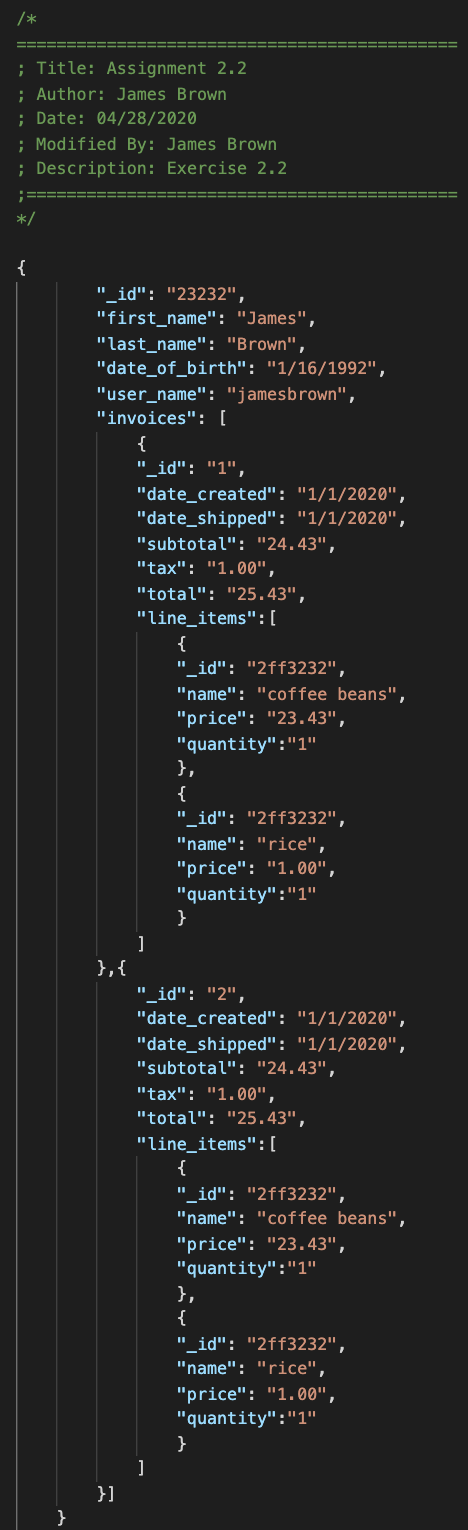 /*
============================================
; Title: Assignment 2.2
; Author: James Brown
; Date: 04/28/2020
; Modified By: James Brown
; Description: Exercise 2.2
;===========================================
*/
{
"_id": "23232",
"first_name": "James",
"last_name": "Brown",
"date_of_birth": "1/16/1992",
"user_name": "jamesbrown",
"invoices": [
{
"_id": "1",
"date_created": "1/1/2020",
"date_shipped": "1/1/2020",
"subtotal": "24.43",
"tax": "1.00",
"total": "25.43",
"line_items":[
{
"_id": "2ff3232",
"name": "coffee beans",
"price": "23.43",
"quantity":"1"
},
{
"_id": "2ff3232",
"name": "rice",
"price": "1.00",
"quantity":"1"
}
]
},{
"_id": "2",
"date_created": "1/1/2020",
"date_shipped": "1/1/2020",
"subtotal": "24.43",
"tax": "1.00",
"total": "25.43",
"line_items":[
{
"_id": "2ff3232",
"name": "coffee beans",
"price": "23.43",
"quantity":"1"
},
{
"_id": "2ff3232",
"name": "rice",
"price": "1.00",
"quantity":"1"
}
]
}]
}